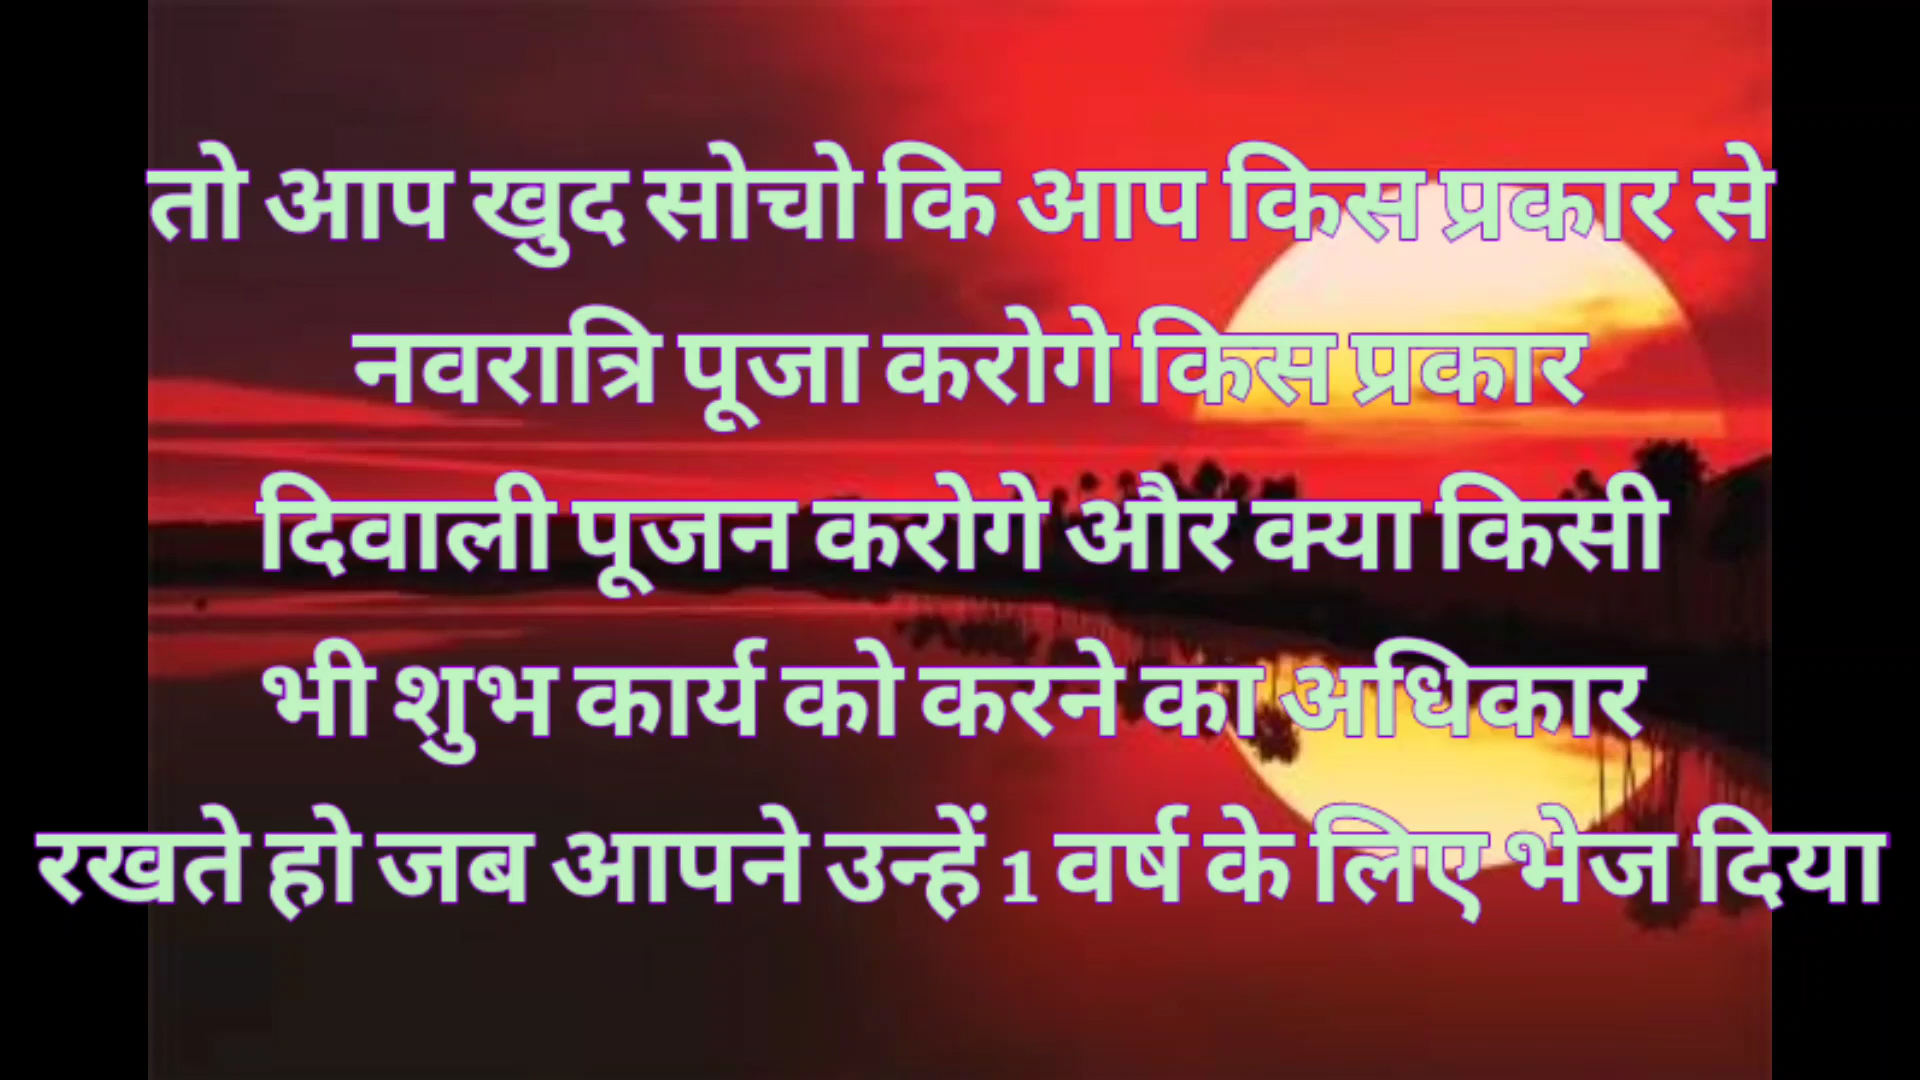 तो आप खुद सोचो कि आप किस प्रकार से
नवरात्रि पूजा करोगे किस प्रकार
दिवाली पूजन करोगे और क्या किसी
भी शुभ कार्य को करने का अधिकार
रखते हो जब आपने उन्हें 1 वर्ष के लिए भेज दिया